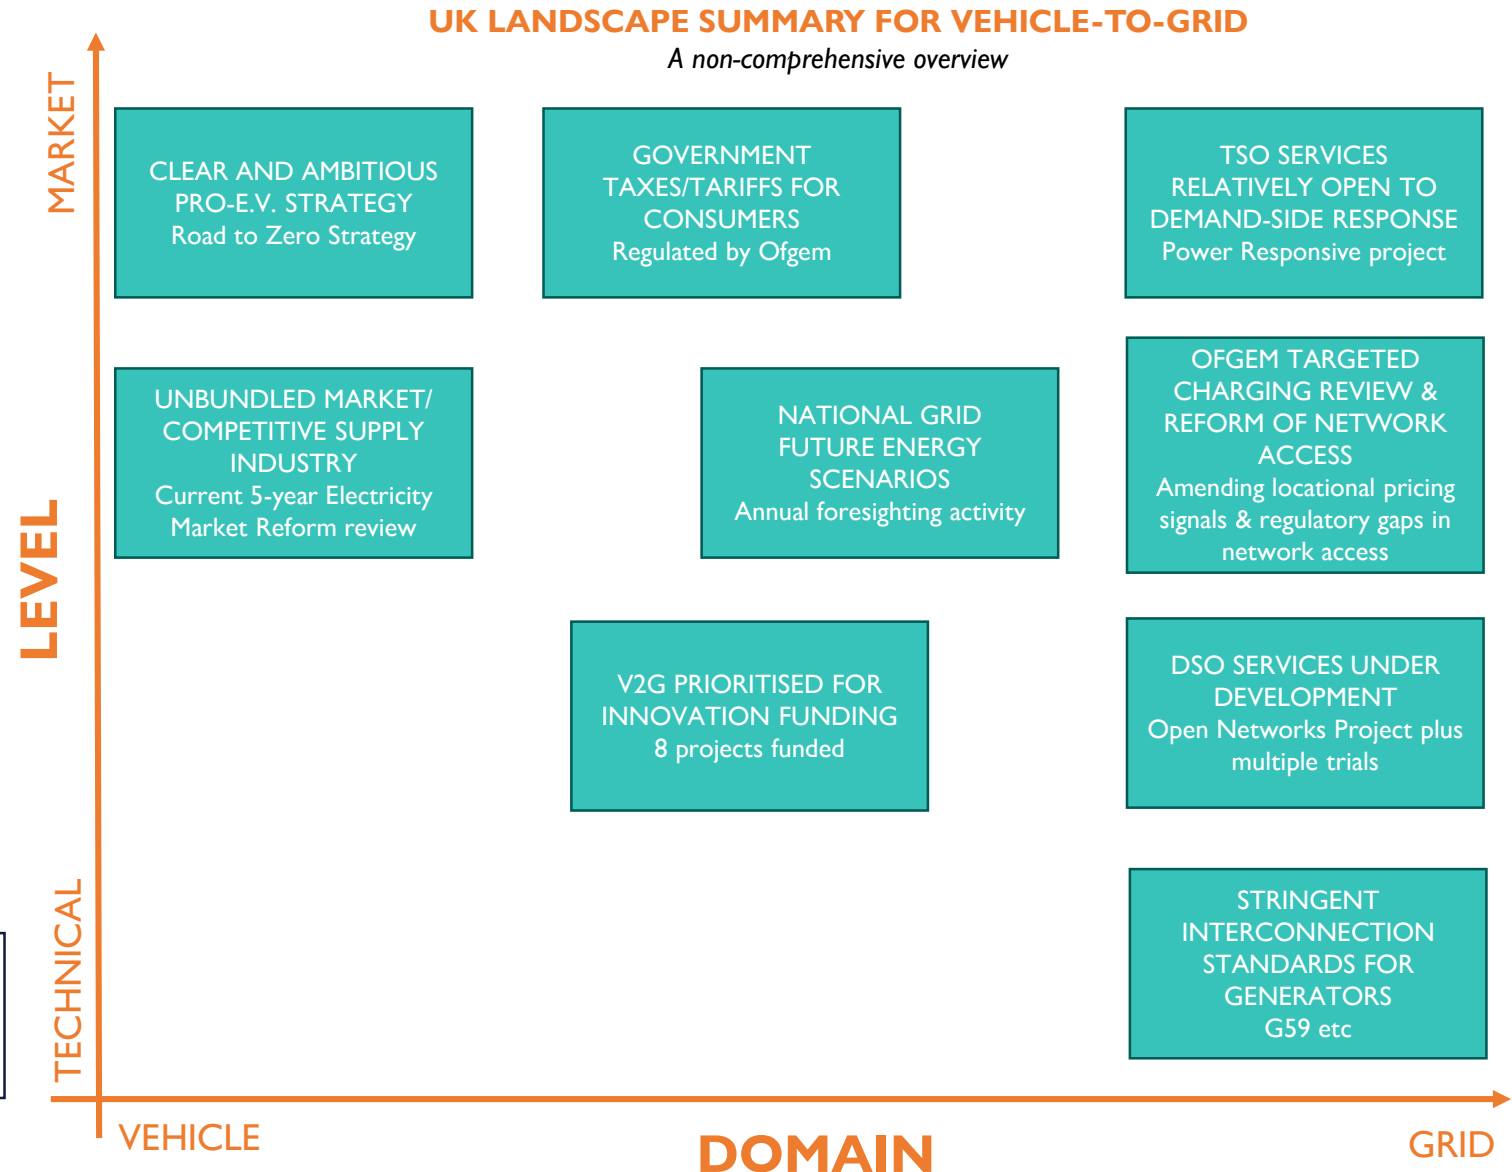 UK LANDSCAPE SUMMARY FOR VEHICLE-TO-GRID
A non-comprehensive overview
MARKET
CLEAR AND AMBITIOUS
PRO-E.V. STRATEGY
Road to Zero Strategy
GOVERNMENT
TAXES/TARIFFS FOR
CONSUMERS
Regulated by Ofgem
TSO SERVICES
RELATIVELY OPEN TO
DEMAND-SIDE RESPONSE
Power Responsive project
UNBUNDLED MARKET/
COMPETITIVE SUPPLY
INDUSTRY
Current 5-year Electricity
Market Reform review
NATIONAL GRID
FUTURE ENERGY
SCENARIOS
Annual foresighting activity
OFGEM TARGETED
CHARGING REVIEW &
REFORM OF NETWORK
ACCESS
Amending locational pricing
signals & regulatory gaps in
network access
LEVEL
V2G PRIORITISED FOR
INNOVATION FUNDING
8 projects funded
DSO SERVICES UNDER
DEVELOPMENT
Open Networks Project plus
multiple trials
TECHNICAL
STRINGENT
INTERCONNECTION
STANDARDS FOR
GENERATORS
G59 etc
VEHICLE
DOMAIN
GRID